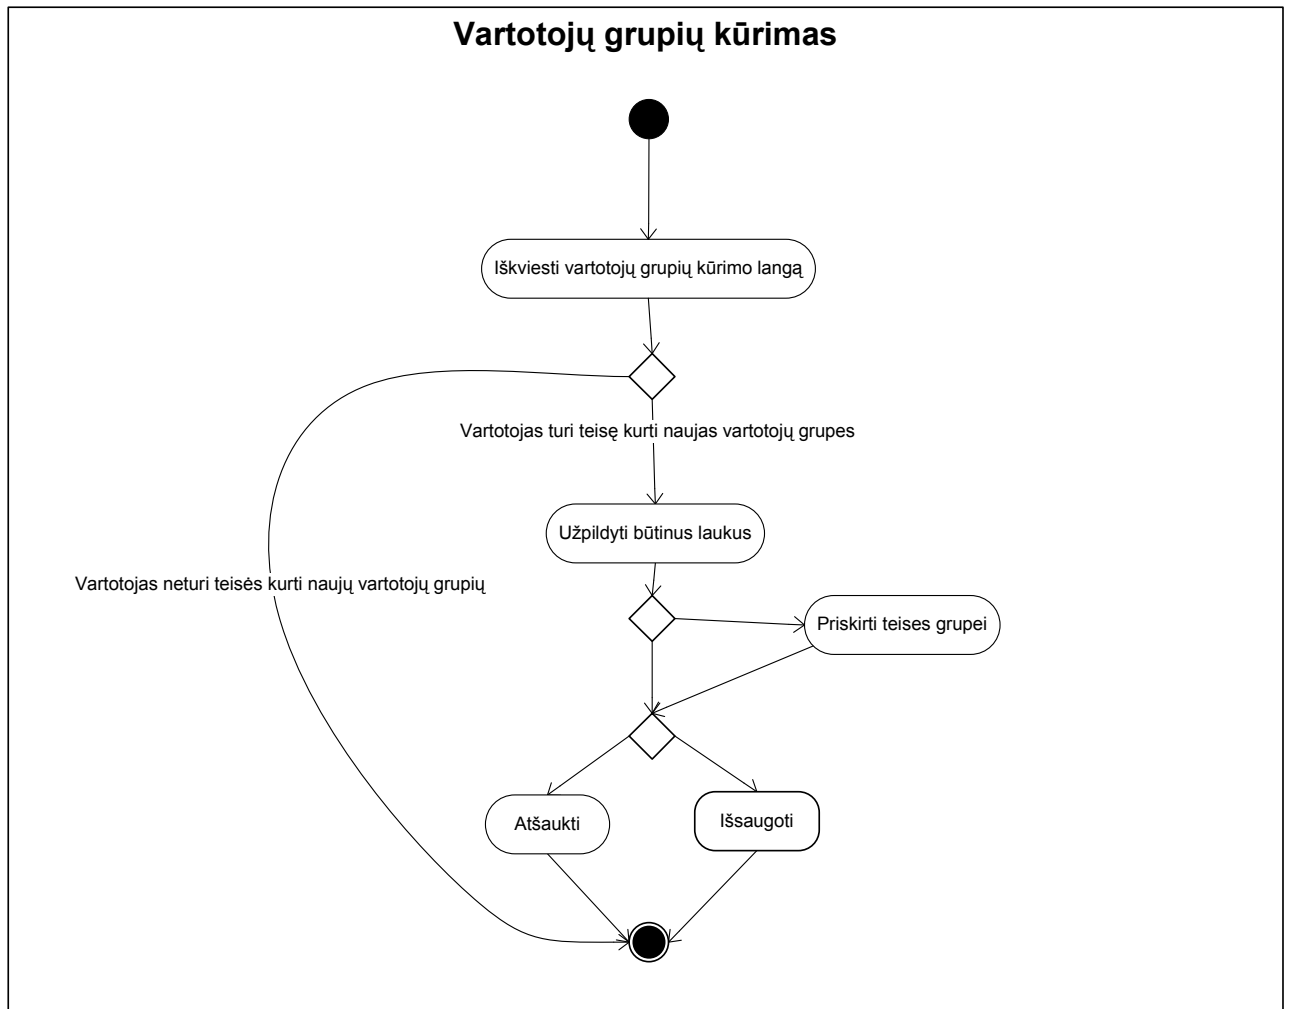 Vartotojų grupių kūrimas
Iškviesti vartotojų grupių kūrimo langą
Vartotojas turi teisę kurti naujas vartotojų grupes
Užpildyti būtinus laukus
Vartotojas neturi teisės kurti naujų vartotojų grupių
Priskirti teises grupei
Atšaukti
Išsaugoti